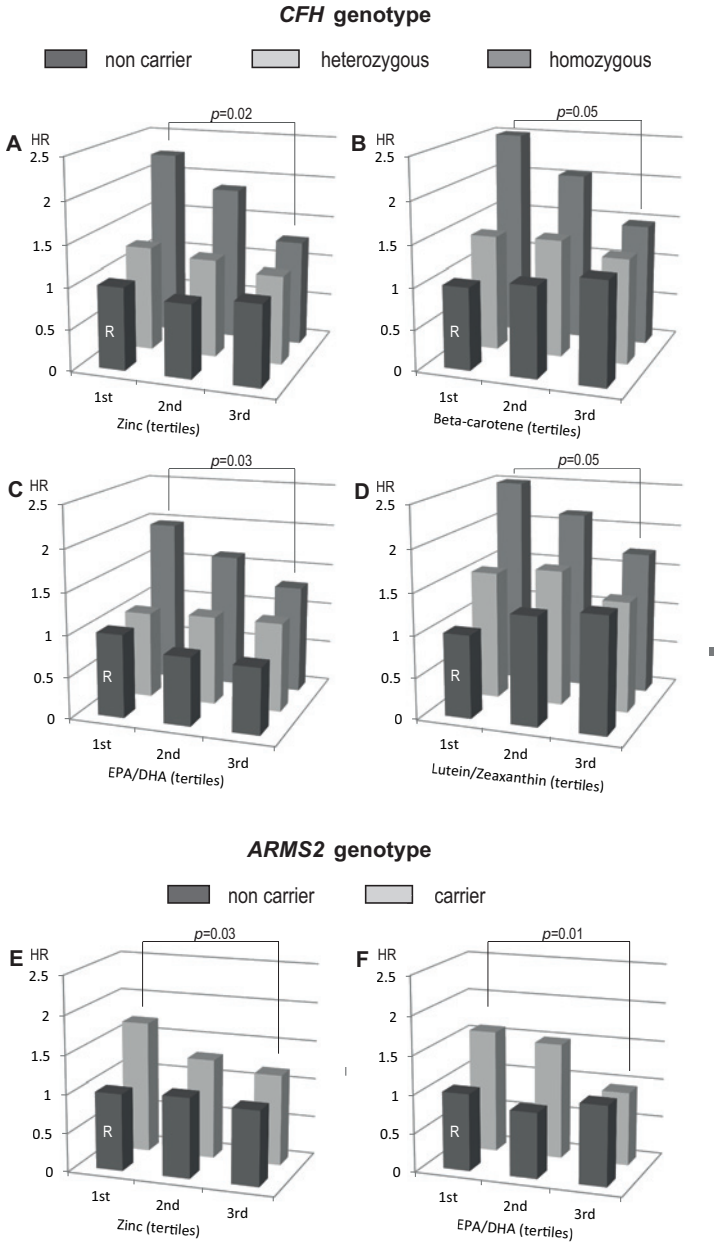 CFH genotype
non carrier heterozygous homozygous
A HR p=0.02
2.5
2
1.5
1
0.5
0
R
1st 2nd 3rd
Zinc (tertiles)
B HR p=0.05
2.5
2
1.5
1
0.5
0
R
1st 2nd 3rd
Beta-carotene (tertiles)
C HR p=0.03
2.5
2
1.5
1
0.5
0
R
1st 2nd 3rd
EPA/DHA (tertiles)
D HR p=0.05
2.5
2
1.5
1
0.5
0
R
1st 2nd 3rd
Lutein/Zeaxanthin (tertiles)
ARMS2 genotype
non carrier carrier
E HR p=0.03
2.5
2
1.5
1
0.5
0
R
1st 2nd 3rd
Zinc (tertiles)
F HR p=0.01
2.5
2
1.5
1
0.5
0
R
1st 2nd 3rd
EPA/DHA (tertiles)